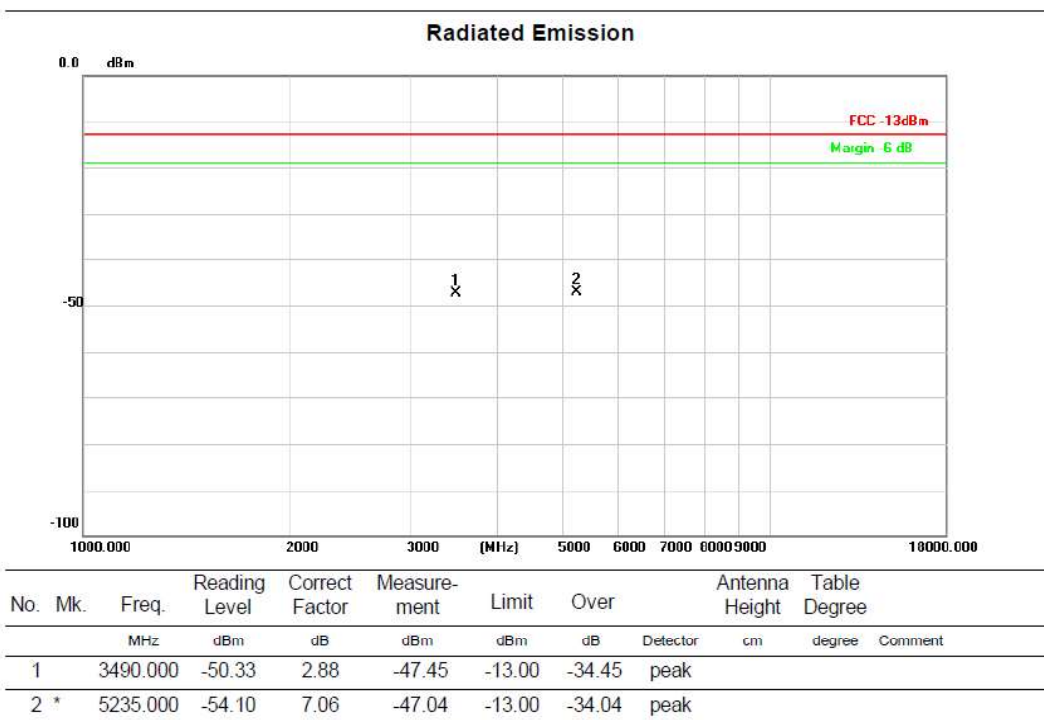 Radiated Emission
0.0 dBm
FCC -13dBm
Margin -6 dB
1 2
-50
-100
1000.000 2000 3000 (MHz) 5000 6000 7000 8000 9000 18000.000
No. Mk. Freq. Reading Level Correct Factor Measure-ment Limit Over Antenna Height Table Degree
MHz dBm dB dBm dBm dB Detector cm degree Comment
1 3490.000 -50.33 2.88 -47.45 -13.00 -34.45 peak
2 * 5235.000 -54.10 7.06 -47.04 -13.00 -34.04 peak